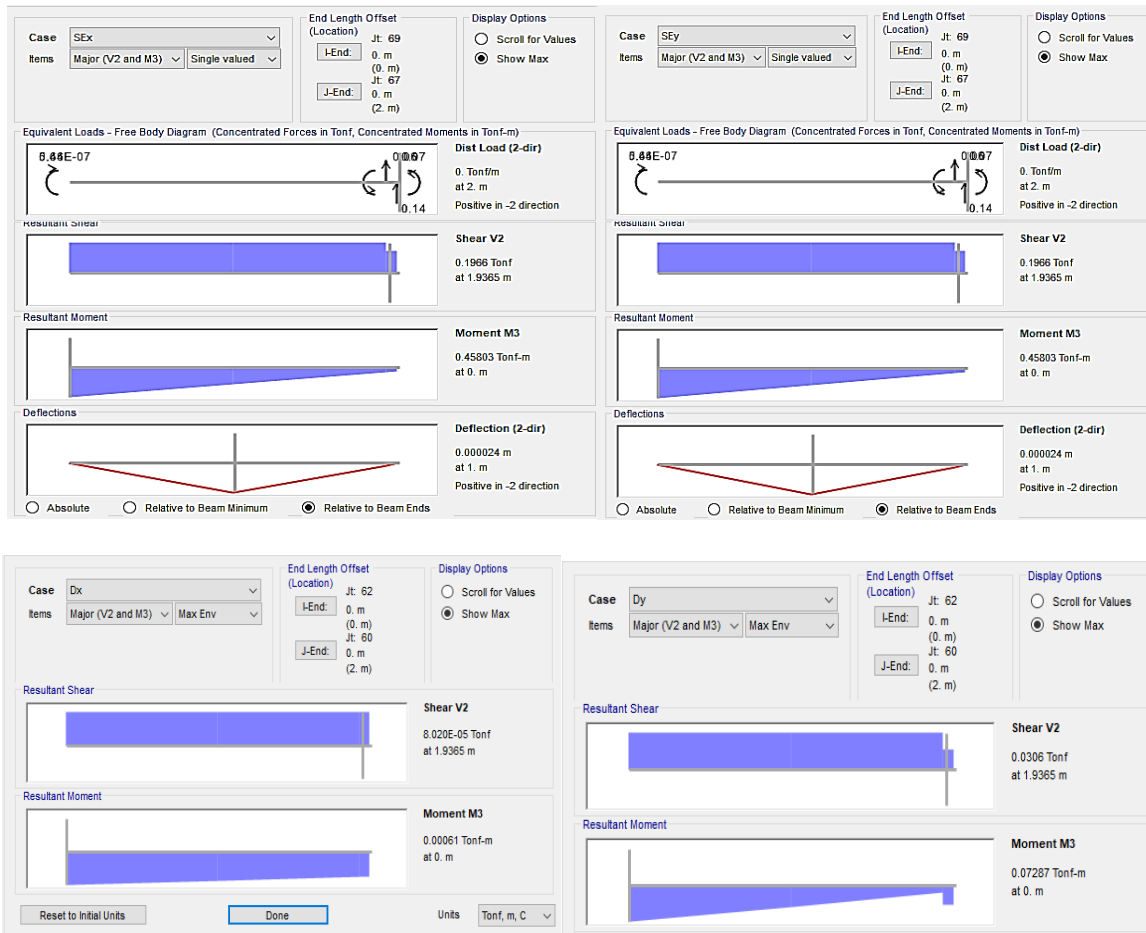 Case SEx
Items Major (V2 and M3) Single valued
End Length Offset
(Location)
Jt: 69
I-End: 0. m
(0. m)
Jt: 67
J-End: 0. m
(2. m)
Display Options
Scroll for Values
Show Max
Equivalent Loads - Free Body Diagram (Concentrated Forces in Tonf, Concentrated Moments in Tonf-m)
0.14
Dist Load (2-dir)
0. Tonf/m
at 2. m
Positive in -2 direction
Resultant Shear
Shear V2
0.1966 Tonf
at 1.9365 m
Resultant Moment
Moment M3
0.45803 Tonf-m
at 0. m
Deflections
Deflection (2-dir)
0.000024 m
at 1. m
Positive in -2 direction
Absolute Relative to Beam Minimum Relative to Beam Ends
Case SEy
Items Major (V2 and M3) Single valued
End Length Offset
(Location)
Jt: 69
I-End: 0. m
(0. m)
Jt: 67
J-End: 0. m
(2. m)
Display Options
Scroll for Values
Show Max
Equivalent Loads - Free Body Diagram (Concentrated Forces in Tonf, Concentrated Moments in Tonf-m)
0.14
Dist Load (2-dir)
0. Tonf/m
at 2. m
Positive in -2 direction
Resultant Shear
Shear V2
0.1966 Tonf
at 1.9365 m
Resultant Moment
Moment M3
0.45803 Tonf-m
at 0. m
Deflections
Deflection (2-dir)
0.000024 m
at 1. m
Positive in -2 direction
Absolute Relative to Beam Minimum Relative to Beam Ends
Case Dx
Items Major (V2 and M3) Max Env
End Length Offset
(Location)
Jt: 62
I-End: 0. m
(0. m)
Jt: 60
J-End: 0. m
(2. m)
Display Options
Scroll for Values
Show Max
Resultant Shear
Shear V2
8.020E-05 Tonf
at 1.9365 m
Resultant Moment
Moment M3
0.00061 Tonf-m
at 0. m
Reset to Initial Units Done Units Tonf, m, C
Case Dy
Items Major (V2 and M3) Max Env
End Length Offset
(Location)
Jt: 62
I-End: 0. m
(0. m)
Jt: 60
J-End: 0. m
(2. m)
Display Options
Scroll for Values
Show Max
Resultant Shear
Shear V2
0.0306 Tonf
at 1.9365 m
Resultant Moment
Moment M3
0.07287 Tonf-m
at 0. m